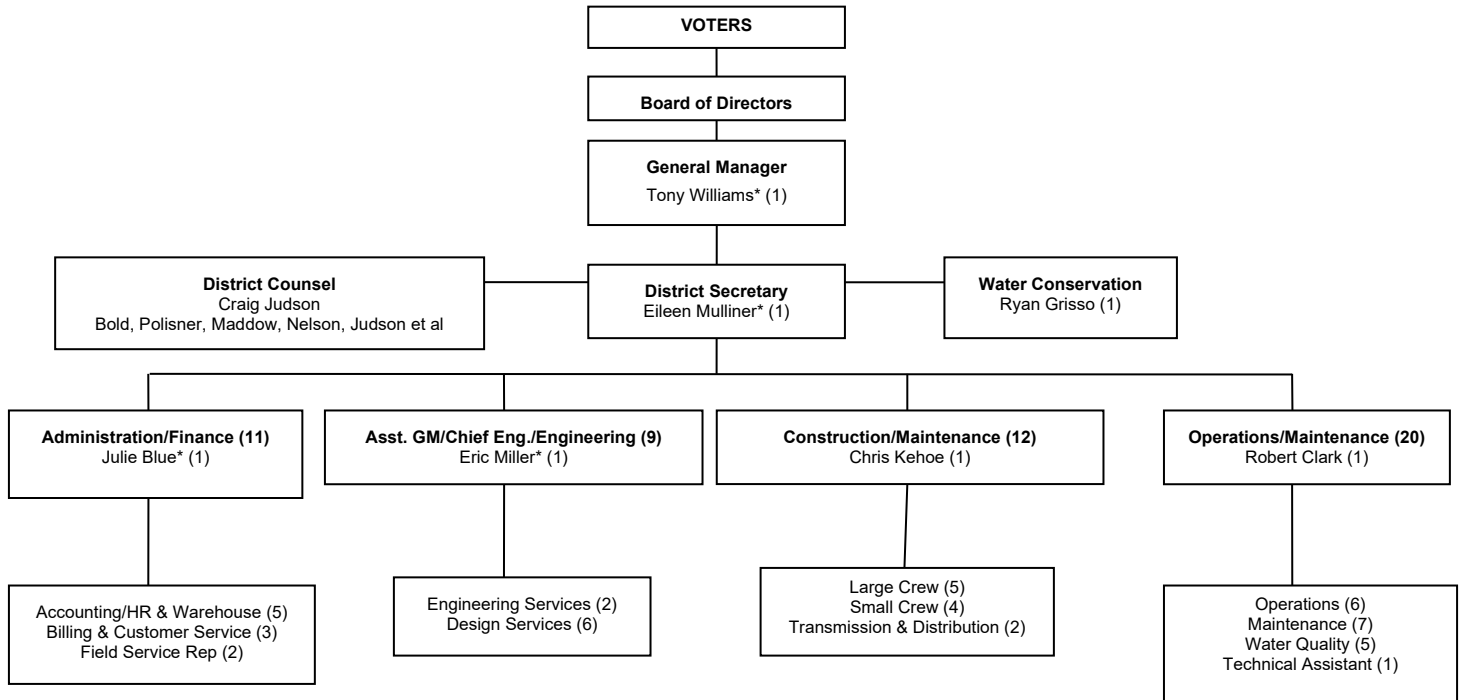 VOTERS
Board of Directors
General Manager
Tony Williams* (1)
District Counsel
Craig Judson
Bold, Polisner, Maddow, Nelson, Judson et al
District Secretary
Eileen Mulliner* (1)
Water Conservation
Ryan Grisso (1)
Administration/Finance (11)
Julie Blue* (1)
Asst. GM/Chief Eng./Engineering (9)
Eric Miller* (1)
Construction/Maintenance (12)
Chris Kehoe (1)
Operations/Maintenance (20)
Robert Clark (1)
Accounting/HR & Warehouse (5)
Billing & Customer Service (3)
Field Service Rep (2)
Engineering Services (2)
Design Services (6)
Large Crew (5)
Small Crew (4)
Transmission & Distribution (2)
Operations (6)
Maintenance (7)
Water Quality (5)
Technical Assistant (1)